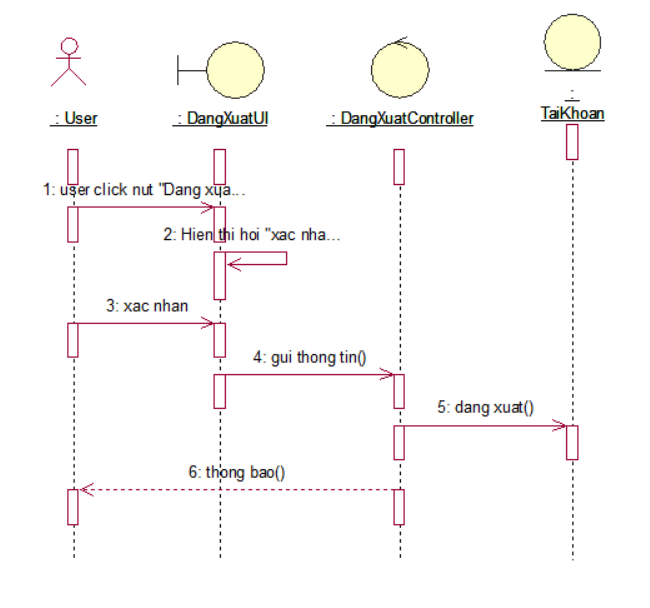 : User
: DangXuatUI
: DangXuatController
:
TaiKhoan
1: user click nut "Dang xua...
2: Hien thi hoi "xac nha...
3: xac nhan
4: gui thong tin()
5: dang xuat()
6: thong bao()